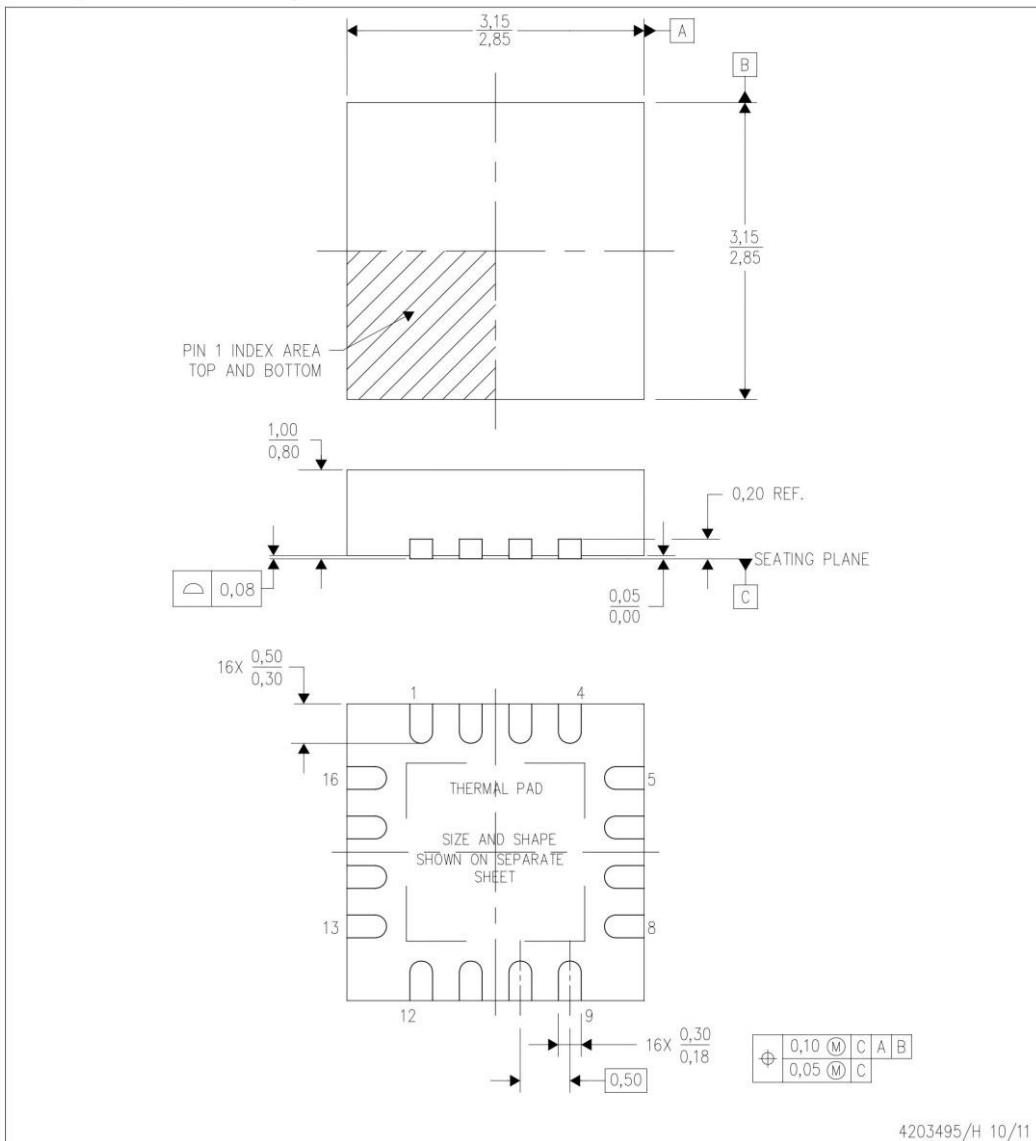 3,15
2,85
A
B
3,15
2,85
PIN 1 INDEX AREA
TOP AND BOTTOM
1,00
0,80
0,20 REF.
SEATING PLANE
0,08
0,05
0,00
C
16X 0,50
0,30
1
4
16
5
THERMAL PAD
SIZE AND SHAPE
SHOWN ON SEPARATE
SHEET
13
8
12
9
16X 0,30
0,18
0,50
0,10 Ⓜ C A B
0,05 Ⓜ C
4203495/H 10/11